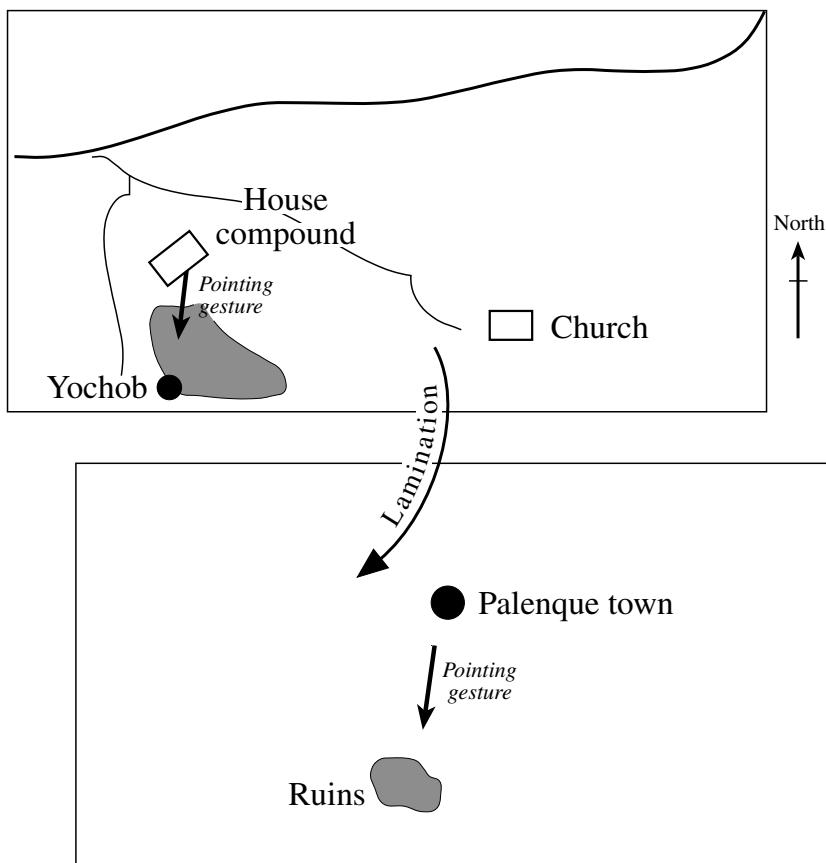 House
compound
North
Pointing
gesture
Church
Yochob
Lamination
Palenque town
Pointing
gesture
Ruins